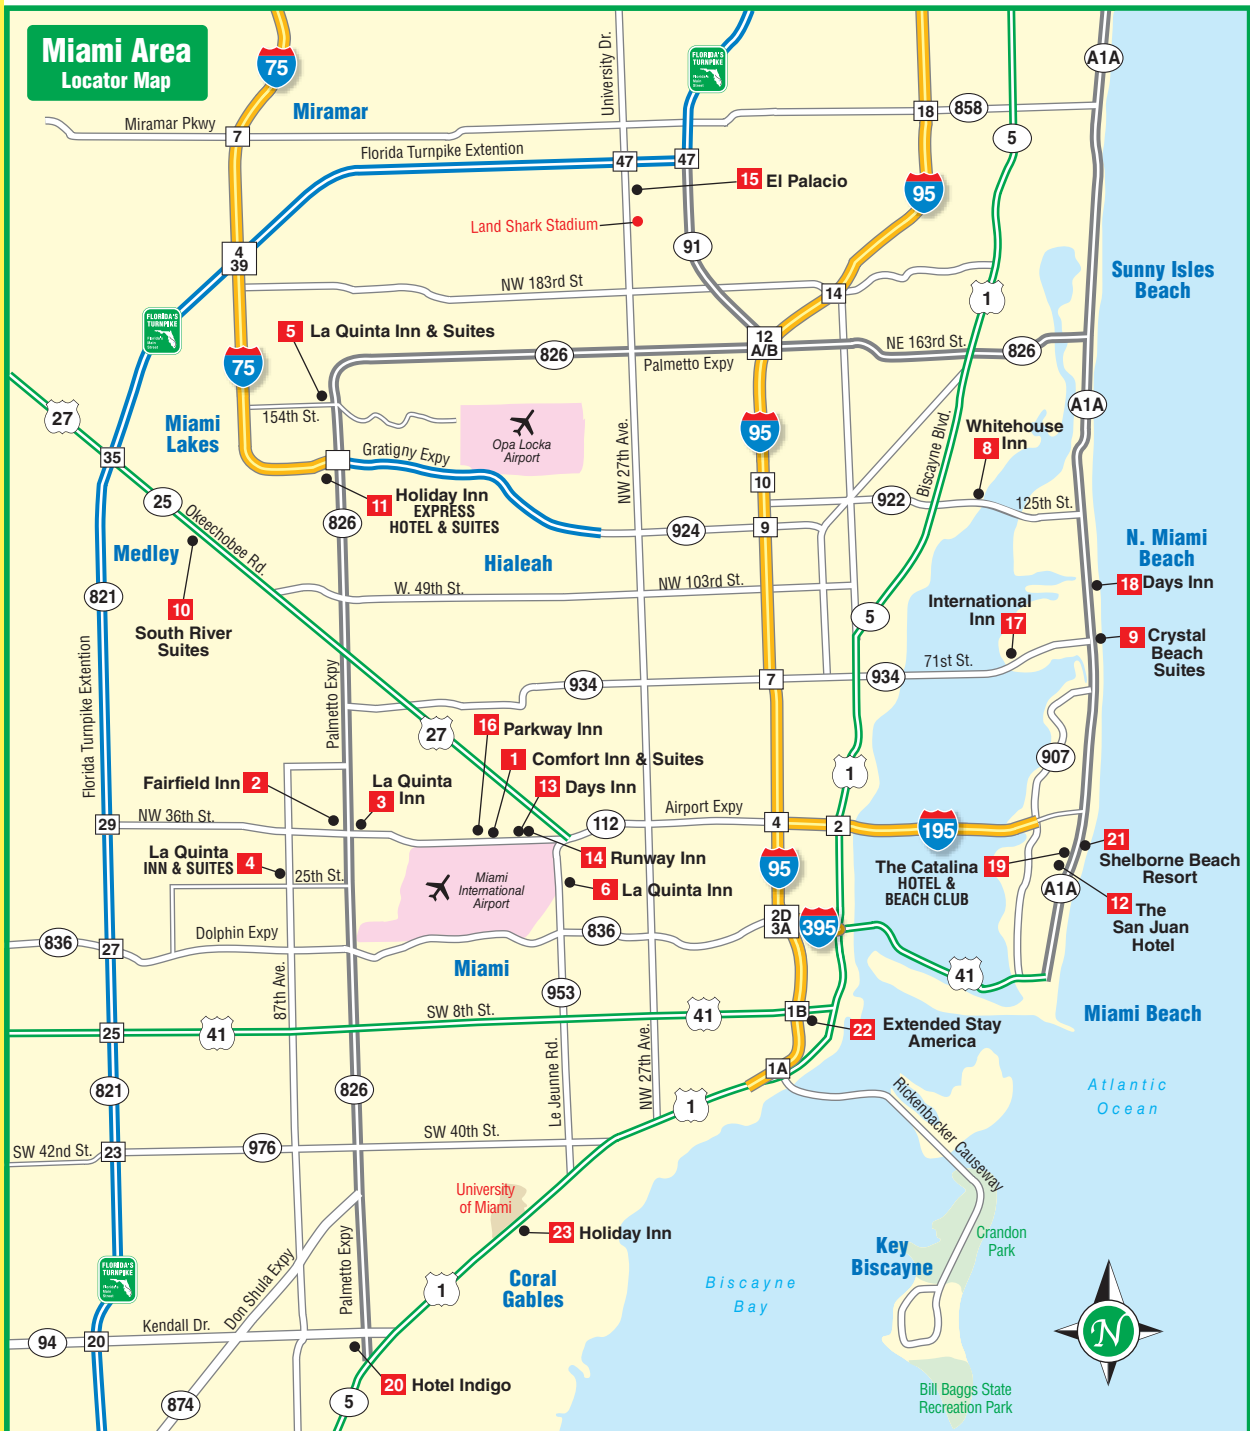 Miami Area
Locator Map
75
Miramar
Miramar Pkwy
7
University Dr.
FLORIDA'S
TURNPIKE
18
858
A1A
5
Florida Turnpike Extention
47
47
15 El Palacio
95
Land Shark Stadium
4
39
91
NW 183rd St
14
1
Sunny Isles
Beach
FLORIDA'S
TURNPIKE
5 La Quinta Inn & Suites
826
12
A/B
Palmetto Expy
NE 163rd St.
826
75
27
Miami
Lakes
154th St.
Opa Locka
Airport
NW 27th Ave.
95
Biscayne Blvd.
A1A
Whitehouse
8 Inn
35
Gratigny Expy
10
25
11 Holiday Inn
EXPRESS
HOTEL & SUITES
826
922
125th St.
924
9
Okeechobee Rd.
Medley
Hialeah
N. Miami
Beach
10
South River
Suites
821
W. 49th St.
NW 103rd St.
18 Days Inn
International
Inn 17
5
9 Crystal
Beach
Suites
Florida Turnpike Extention
Palmetto Expy
934
7
934
71st St.
27
16 Parkway Inn
1 Comfort Inn & Suites
13 Days Inn
907
1
Fairfield Inn 2
La Quinta
3 Inn
29
NW 36th St.
112
Airport Expy
4
2
195
La Quinta
INN & SUITES 4
25th St.
14 Runway Inn
6 La Quinta Inn
Miami
International
Airport
95
The Catalina 19
HOTEL &
BEACH CLUB
21
Shelborne Beach
Resort
A1A
12 The
San Juan
Hotel
836
27
Dolphin Expy
836
2D
3A
395
41
Miami
87th Ave.
953
SW 8th St.
41
25
41
1B
22 Extended Stay
America
Miami Beach
821
826
Le Jeunne Rd.
NW 27th Ave.
1A
1
Rickenbacker Causeway
Atlantic
Ocean
SW 42nd St.
23
976
SW 40th St.
University
of Miami
23 Holiday Inn
Crandon
Park
Key
Biscayne
FLORIDA'S
TURNPIKE
Don Shula Expy
Palmetto Expy
1
Coral
Gables
Biscayne
Bay
N
94
20
Kendall Dr.
20 Hotel Indigo
874
5
Bill Baggs State
Recreation Park